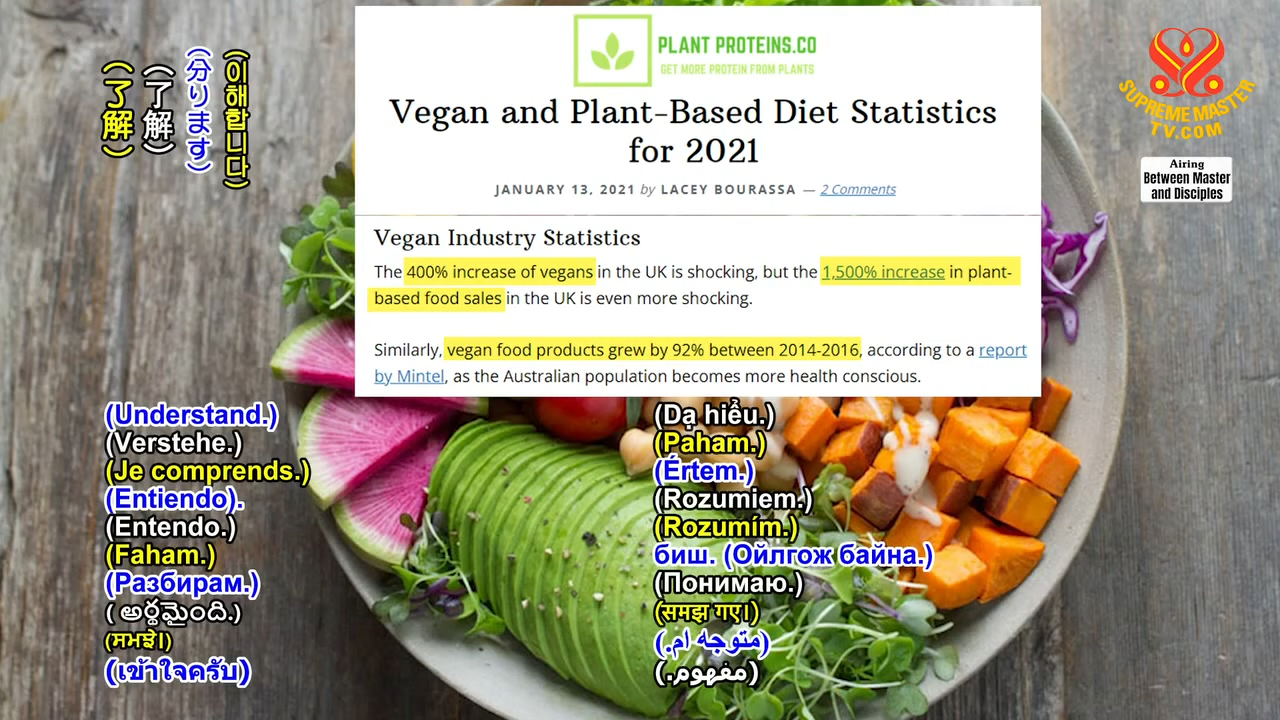 PLANT PROTEINS.CO
GET MORE PROTEIN FROM PLANTS
Vegan and Plant-Based Diet Statistics
for 2021
JANUARY 13, 2021 by LACEY BOURASSA — 2 Comments
Vegan Industry Statistics
The 400% increase of vegans in the UK is shocking, but the 1,500% increase in plant-
based food sales in the UK is even more shocking.
Similarly, vegan food products grew by 92% between 2014-2016, according to a report
by Mintel, as the Australian population becomes more health conscious.
SUPREME MASTER
TV.COM
Airing
Between Master
and Disciples
(了解)
(了解)
(分ります)
(이해합니다)
(Understand.)
(Verstehe.)
(Je comprends.)
(Entiendo).
(Entendo.)
(Faham.)
(Разбирам.)
( అర్థమైంది.)
(ਸਮਝੇ।)
(เข้าใจครับ)
(Dạ hiểu.)
(Paham.)
(Értem.)
(Rozumiem.)
(Rozumím.)
биш. (Ойлгож байна.)
(Понимаю.)
(समझ गए।)
(متوجه ام.)
(مفهوم.)